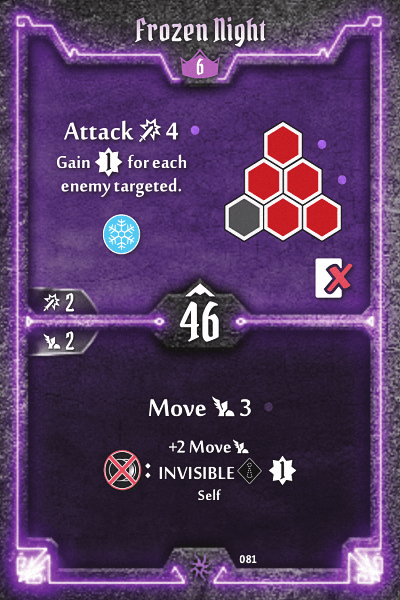 Frozen Night
6
Attack 4
Gain 1 for each
enemy targeted.
2
46
2
Move 3
+2 Move
: INVISIBLE 1
Self
081